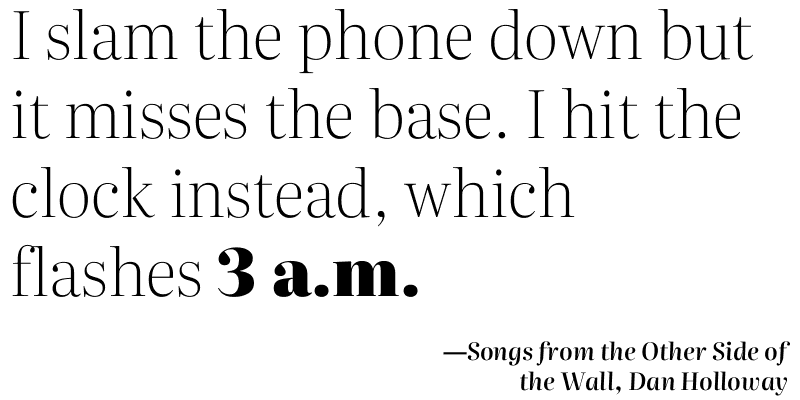 I slam the phone down but
it misses the base. I hit the
clock instead, which
flashes 3 a.m.
—Songs from the Other Side of
the Wall, Dan Holloway